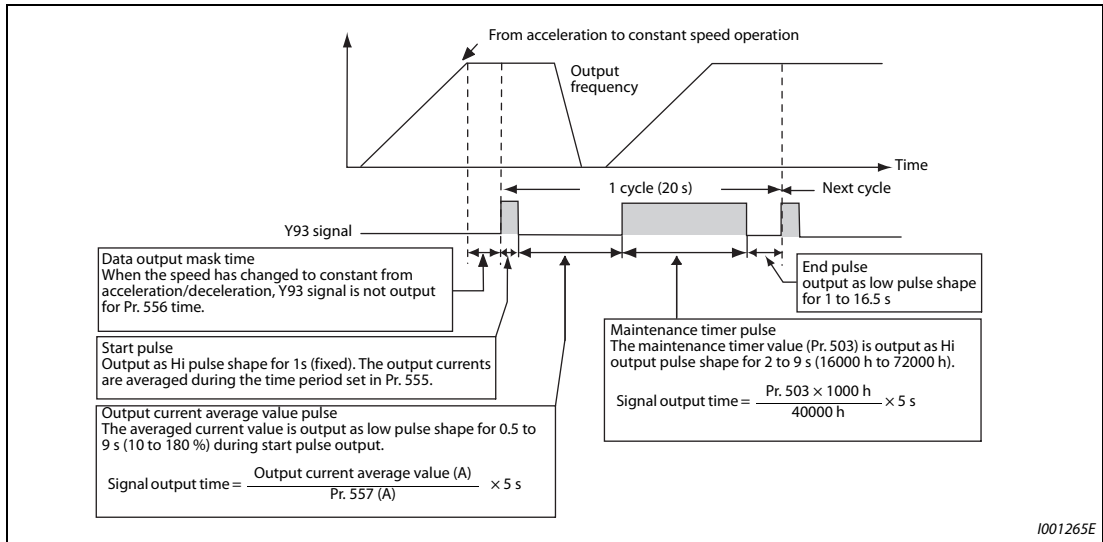 From acceleration to constant speed operation
Output
frequency
Time
1 cycle (20 s)
Next cycle
Y93 signal
Data output mask time
When the speed has changed to constant from
acceleration/deceleration, Y93 signal is not output
for Pr. 556 time.
End pulse
output as low pulse shape
for 1 to 16.5 s
Start pulse
Output as Hi pulse shape for 1s (fixed). The output currents
are averaged during the time period set in Pr. 555.
Maintenance timer pulse
The maintenance timer value (Pr. 503) is output as Hi
output pulse shape for 2 to 9 s (16000 h to 72000 h).
Signal output time = Pr. 503 × 1000 h
40000 h
× 5 s
Output current average value pulse
The averaged current value is output as low pulse shape for 0.5 to
9 s (10 to 180 %) during start pulse output.
Signal output time = Output current average value (A)
Pr. 557 (A)
× 5 s
I001265E